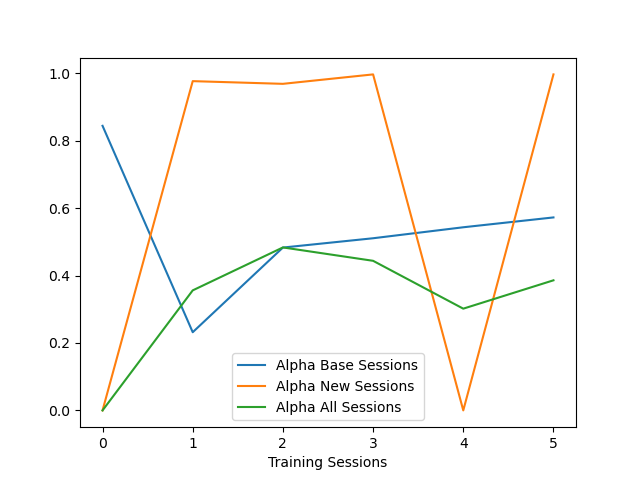 1.0
0.8
0.6
0.4
0.2
0.0
Alpha Base Sessions
Alpha New Sessions
Alpha All Sessions
0 1 2 3 4 5
Training Sessions